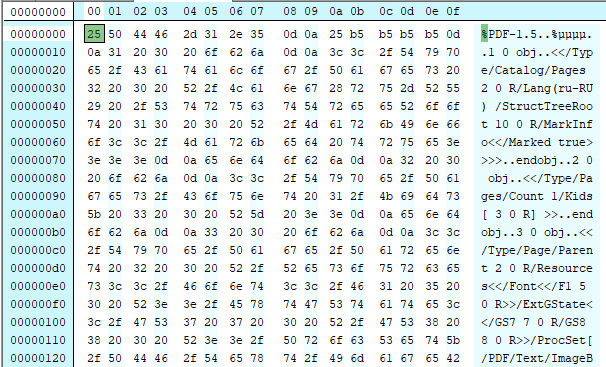 00000000 00 01 02 03 04 05 06 07 08 09 0a 0b 0c 0d 0e 0f
00000000 25 50 44 46 2d 31 2e 35 0d 0a 25 b5 b5 b5 b5 0d %PDF-1.5..%µµµµ.
00000010 0a 31 20 30 20 6f 62 6a 0d 0a 3c 3c 2f 54 79 70 .1 0 obj..<</Typ
00000020 65 2f 43 61 74 61 6c 6f 67 2f 50 61 67 65 73 20 e/Catalog/Pages
00000030 32 20 30 20 52 2f 4c 61 6e 67 28 72 75 2d 52 55 2 0 R/Lang(ru-RU
00000040 29 20 2f 53 74 72 75 63 74 54 72 65 65 52 6f 6f ) /StructTreeRoo
00000050 74 20 31 30 20 30 20 52 2f 4d 61 72 6b 49 6e 66 t 10 0 R/MarkInf
00000060 6f 3c 3c 2f 4d 61 72 6b 65 64 20 74 72 75 65 3e o<</Marked true>
00000070 3e 3e 3e 0d 0a 65 6e 64 6f 62 6a 0d 0a 32 20 30 >>>..endobj..2 0
00000080 20 6f 62 6a 0d 0a 3c 3c 2f 54 79 70 65 2f 50 61 obj..<</Type/Pa
00000090 67 65 73 2f 43 6f 75 6e 74 20 31 2f 4b 69 64 73 ges/Count 1/Kids
000000a0 5b 20 33 20 30 20 52 5d 20 3e 3e 0d 0a 65 6e 64 [ 3 0 R] >>..end
000000b0 6f 62 6a 0d 0a 33 20 30 20 6f 62 6a 0d 0a 3c 3c obj..3 0 obj..<<
000000c0 2f 54 79 70 65 2f 50 61 67 65 2f 50 61 72 65 6e /Type/Page/Paren
000000d0 74 20 32 20 30 20 52 2f 52 65 73 6f 75 72 63 65 t 2 0 R/Resource
000000e0 73 3c 3c 2f 46 6f 6e 74 3c 3c 2f 46 31 20 35 20 s<</Font<</F1 5
000000f0 30 20 52 3e 3e 2f 45 78 74 47 53 74 61 74 65 3c 0 R>>/ExtGState<
00000100 3c 2f 47 53 37 20 37 20 30 20 52 2f 47 53 38 20 </GS7 7 0 R/GS8
00000110 38 20 30 20 52 3e 3e 2f 50 72 6f 63 53 65 74 5b 8 0 R>>/ProcSet[
00000120 2f 50 44 46 2f 54 65 78 74 2f 49 6d 61 67 65 42 /PDF/Text/ImageB